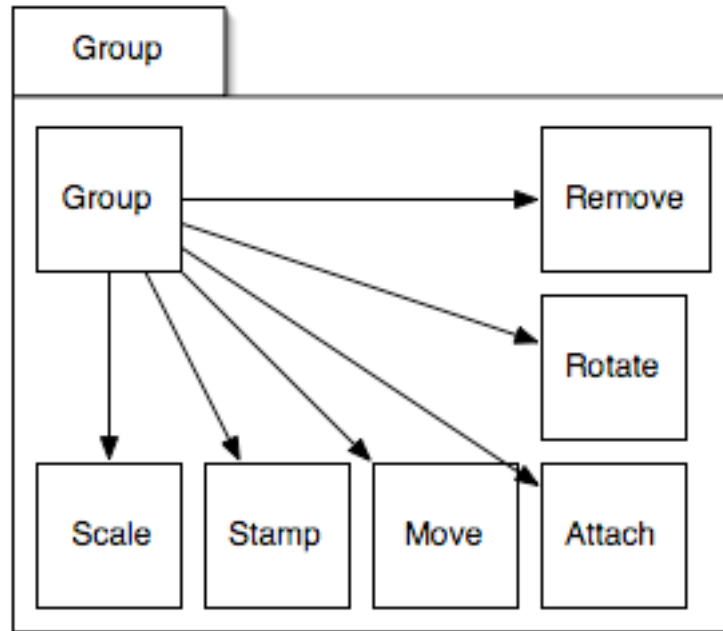 Group
Group
Remove
Rotate
Scale
Stamp
Move
Attach